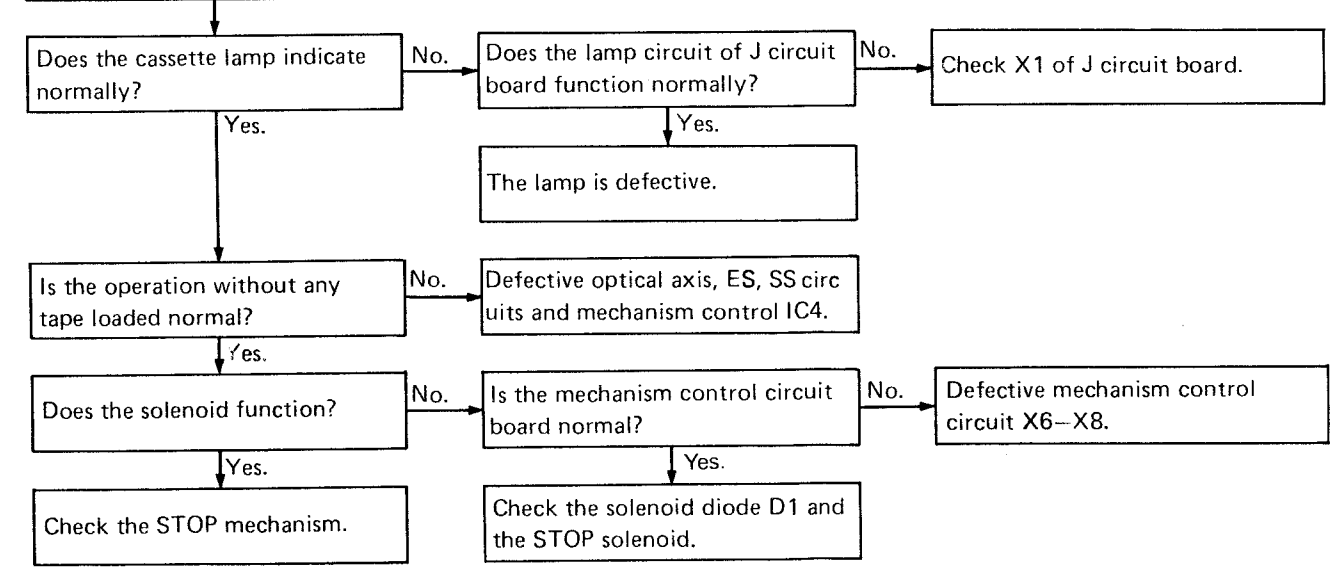 Does the cassette lamp indicate
normally?
No.
Does the lamp circuit of J circuit
board function normally?
No.
Check X1 of J circuit board.
Yes.
Yes.
The lamp is defective.
Is the operation without any
tape loaded normal?
No.
Defective optical axis, ES, SS circ
uits and mechanism control IC4.
Yes.
Does the solenoid function?
No.
Is the mechanism control circuit
board normal?
No.
Defective mechanism control
circuit X6–X8.
Yes.
Yes.
Check the STOP mechanism.
Check the solenoid diode D1 and
the STOP solenoid.